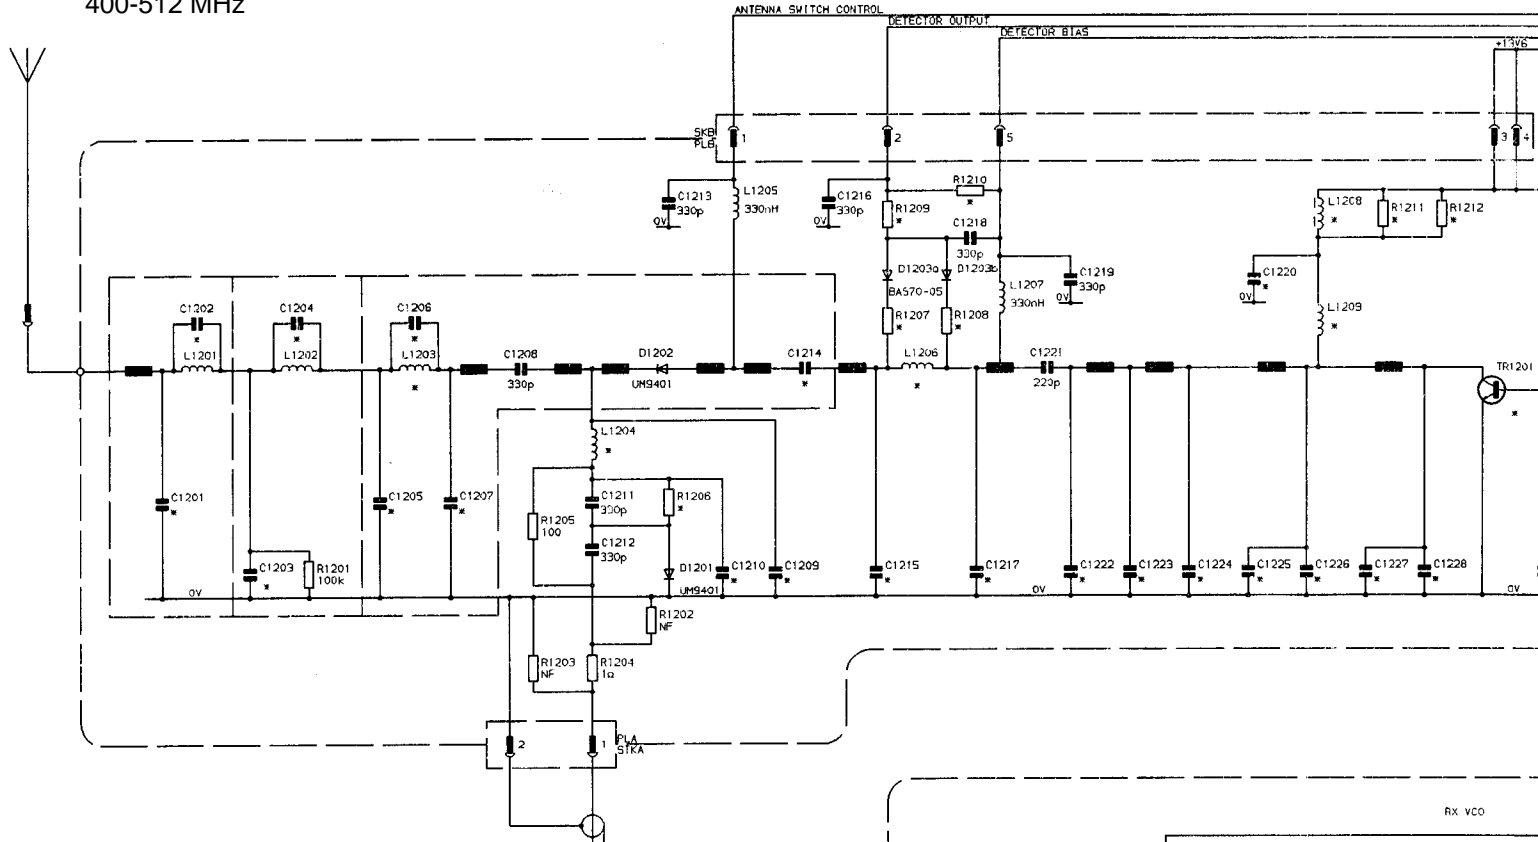 400-512 MHz
ANTENNA SWITCH CONTROL
DETECTOR OUTPUT
DETECTOR BIAS
+13V6
SKB
PLB
1
2
5
3
4
C1213
330p
0V
L1205
330nH
C1216
330p
0V
R1210
*
R1209
*
C1218
330p
L1208
*
R1211
*
R1212
*
D1203a
D1203b
BAS70-05
L1207
330nH
C1219
330p
0V
C1220
*
0V
R1207
*
R1208
*
L1209
*
C1202
*
L1201
C1204
*
L1202
C1206
*
L1203
*
C1208
330p
D1202
UM9401
C1214
*
L1206
*
C1221
220p
TR1201
*
L1204
*
C1201
*
C1205
*
C1207
*
R1205
100
C1211
330p
R1206
*
C1212
330p
C1203
*
R1201
100k
D1201
UM9401
C1210
*
C1209
*
C1215
*
C1217
*
C1222
*
C1223
*
C1224
*
C1225
*
C1226
*
C1227
*
C1228
*
0V
0V
0V
R1202
NF
R1203
NF
R1204
1Ω
2
1
PLA
SKA
RX VCO